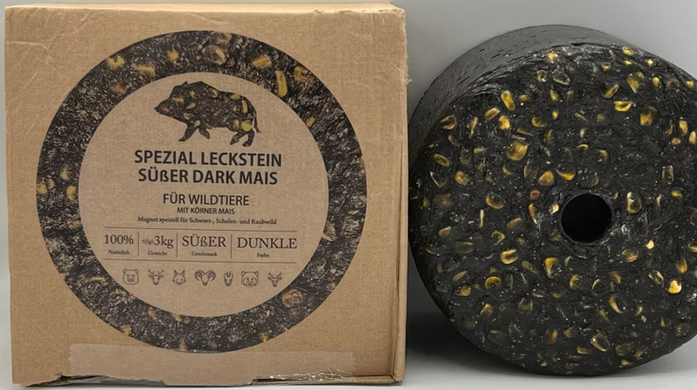 SPEZIAL LECKSTEIN
SÜßER DARK MAIS
FÜR WILDTIERE
MIT KÖRNER MAIS
Magnet speziell für Schwarz-, Schalen- und Raubwild
100% 3kg SÜßER DUNKLE
Natürlich Gewicht Geschmack Farbe